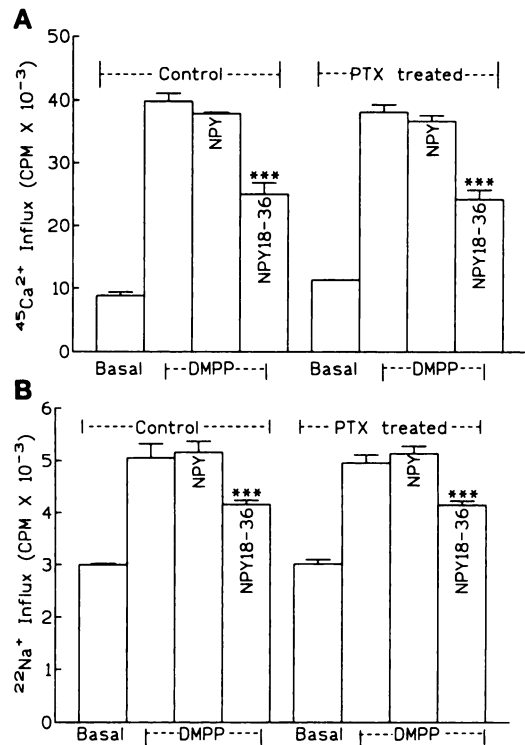 A
50
40
30
20
10
0
⁴⁵Ca²⁺ Influx (CPM X 10⁻³)
Control
PTX treated
NPY
***
NPY18-36
NPY
***
NPY18-36
Basal
DMPP
Basal
DMPP
B
6
5
4
3
2
1
0
²²Na⁺ Influx (CPM X 10⁻³)
Control
PTX treated
NPY
***
NPY18-36
NPY
***
NPY18-36
Basal
DMPP
Basal
DMPP